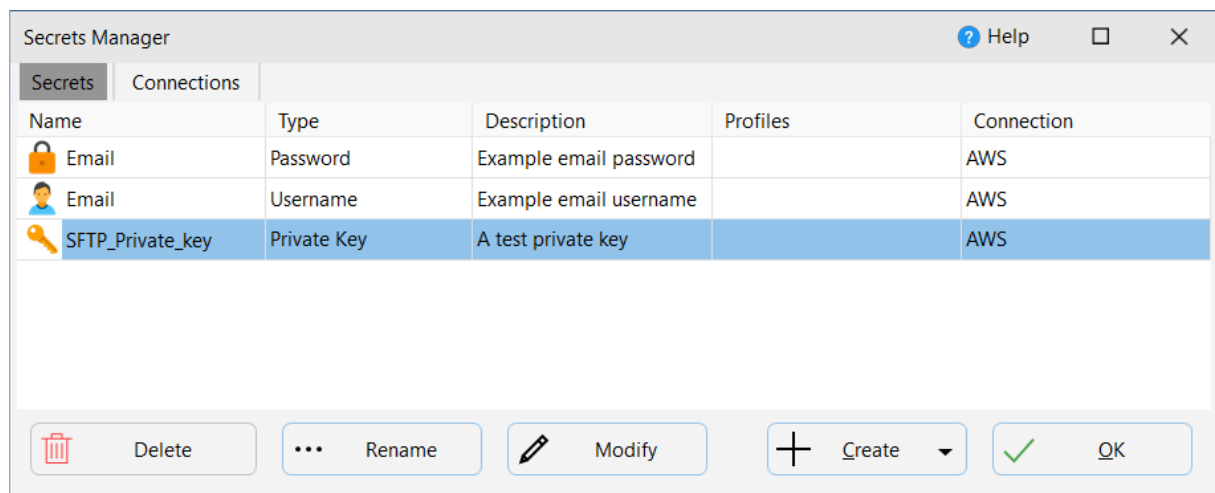 Secrets Manager ? Help
Secrets Connections
Name Type Description Profiles Connection
Email Password Example email password AWS
Email Username Example email username AWS
SFTP_Private_key Private Key A test private key AWS
Delete Rename Modify Create OK